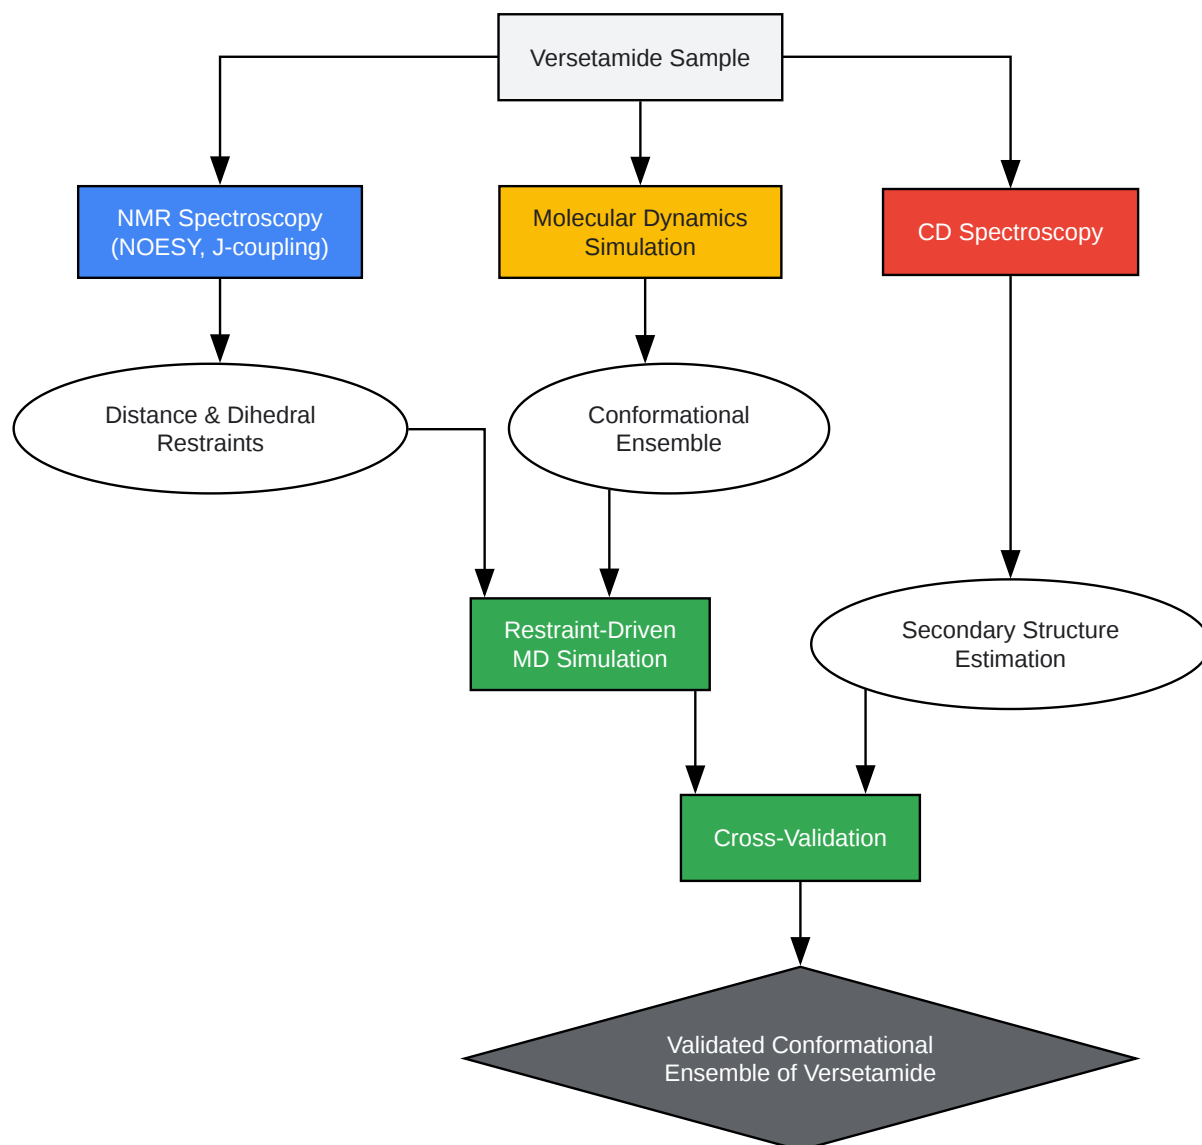 Versetamide Sample
NMR Spectroscopy
(NOESY, J-coupling)
Molecular Dynamics
Simulation
CD Spectroscopy
Distance & Dihedral
Restraints
Conformational
Ensemble
Restraint-Driven
MD Simulation
Secondary Structure
Estimation
Cross-Validation
Validated Conformational
Ensemble of Versetamide